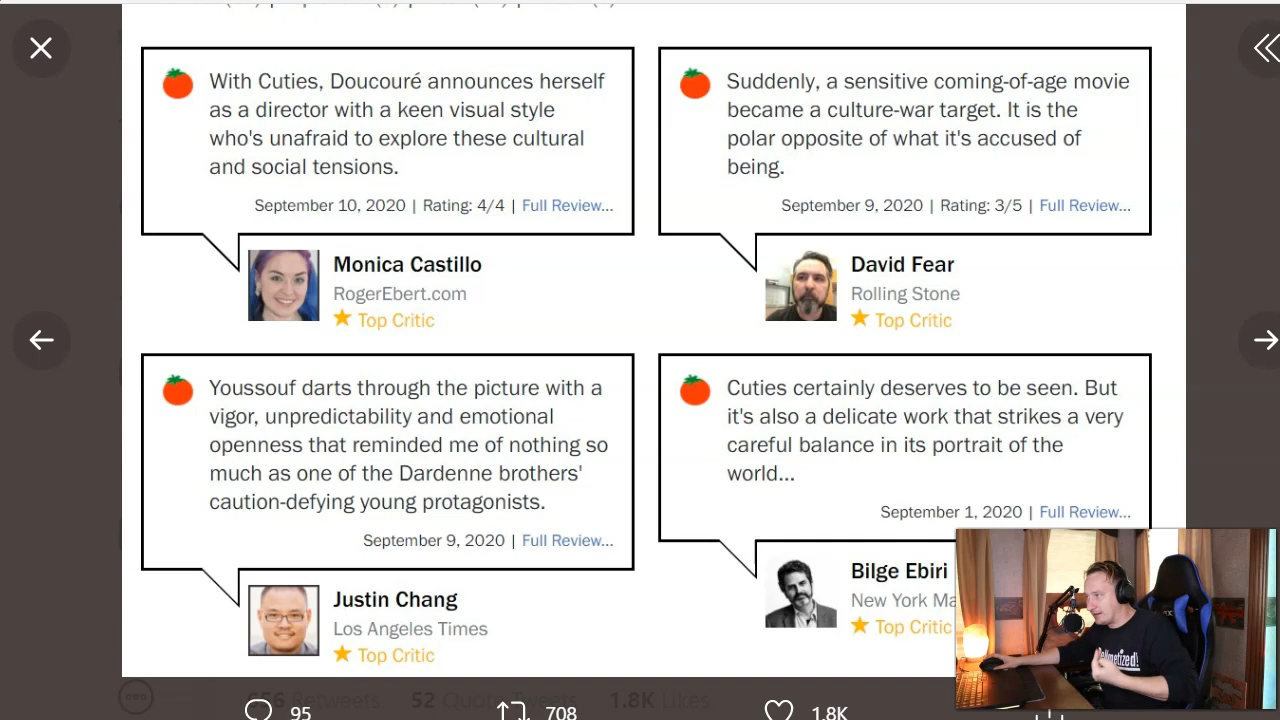 With Cuties, Doucouré announces herself
as a director with a keen visual style
who's unafraid to explore these cultural
and social tensions.
September 10, 2020 | Rating: 4/4 | Full Review...
Monica Castillo
RogerEbert.com
Top Critic
Suddenly, a sensitive coming-of-age movie
became a culture-war target. It is the
polar opposite of what it's accused of
being.
September 9, 2020 | Rating: 3/5 | Full Review...
David Fear
Rolling Stone
Top Critic
Youssouf darts through the picture with a
vigor, unpredictability and emotional
openness that reminded me of nothing so
much as one of the Dardenne brothers'
caution-defying young protagonists.
September 9, 2020 | Full Review...
Justin Chang
Los Angeles Times
Top Critic
Cuties certainly deserves to be seen. But
it's also a delicate work that strikes a very
careful balance in its portrait of the
world...
September 1, 2020 | Full Review...
Bilge Ebiri
New York Ma
Top Critic
656 Retweets 52 Quote Tweets 1.8K Likes
95 708 1.8K